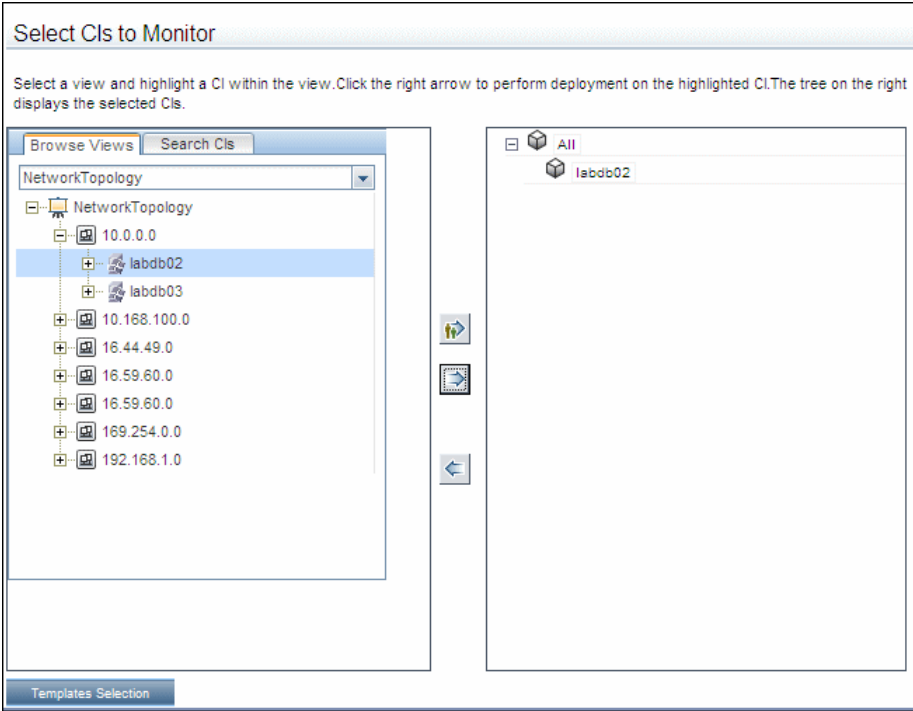 Select CIs to Monitor
Select a view and highlight a CI within the view.Click the right arrow to perform deployment on the highlighted CI.The tree on the right
displays the selected CIs.
Browse Views
Search CIs
NetworkTopology
NetworkTopology
10.0.0.0
labdb02
labdb03
10.168.100.0
16.44.49.0
16.59.60.0
16.59.60.0
169.254.0.0
192.168.1.0
All
labdb02
Templates Selection